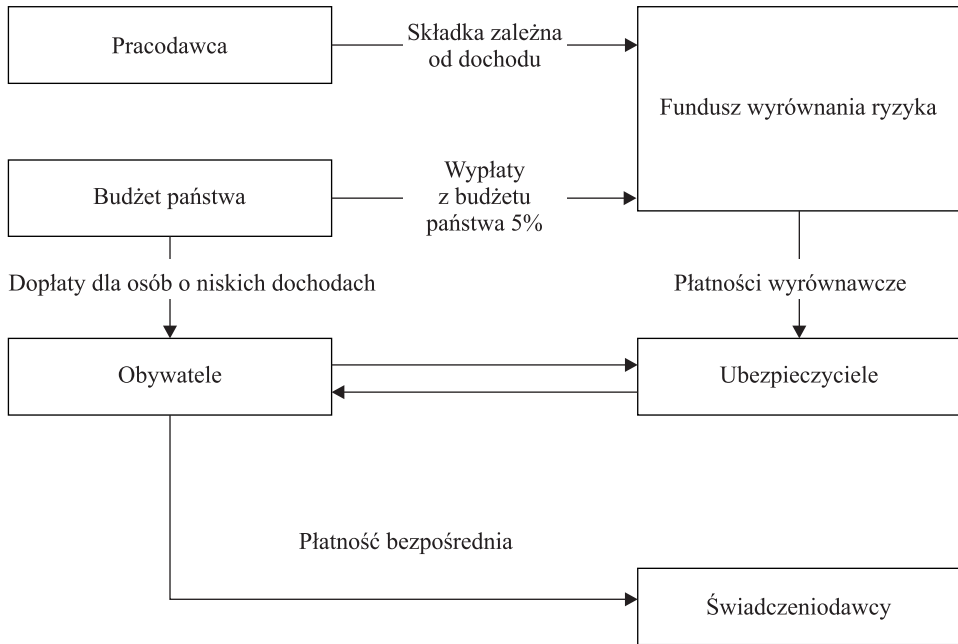 Pracodawca
Składka zależna
od dochodu
Fundusz wyrównania ryzyka
Budżet państwa
Wypłaty
z budżetu
państwa 5%
Dopłaty dla osób o niskich dochodach
Płatności wyrównawcze
Obywatele
Ubezpieczyciele
Płatność bezpośrednia
Świadczeniodawcy